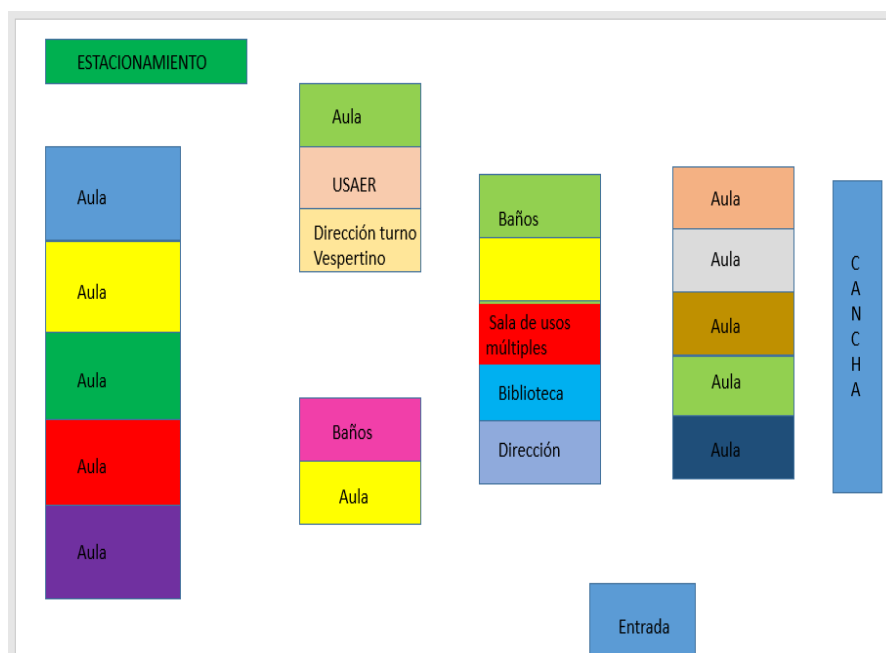 ESTACIONAMIENTO
Aula
Aula
Aula
Aula
Aula
Aula
USAER
Dirección turno
Vespertino
Baños
Aula
Baños
Sala de usos
múltiples
Biblioteca
Dirección
Aula
Aula
Aula
Aula
Aula
C
A
N
C
H
A
Entrada